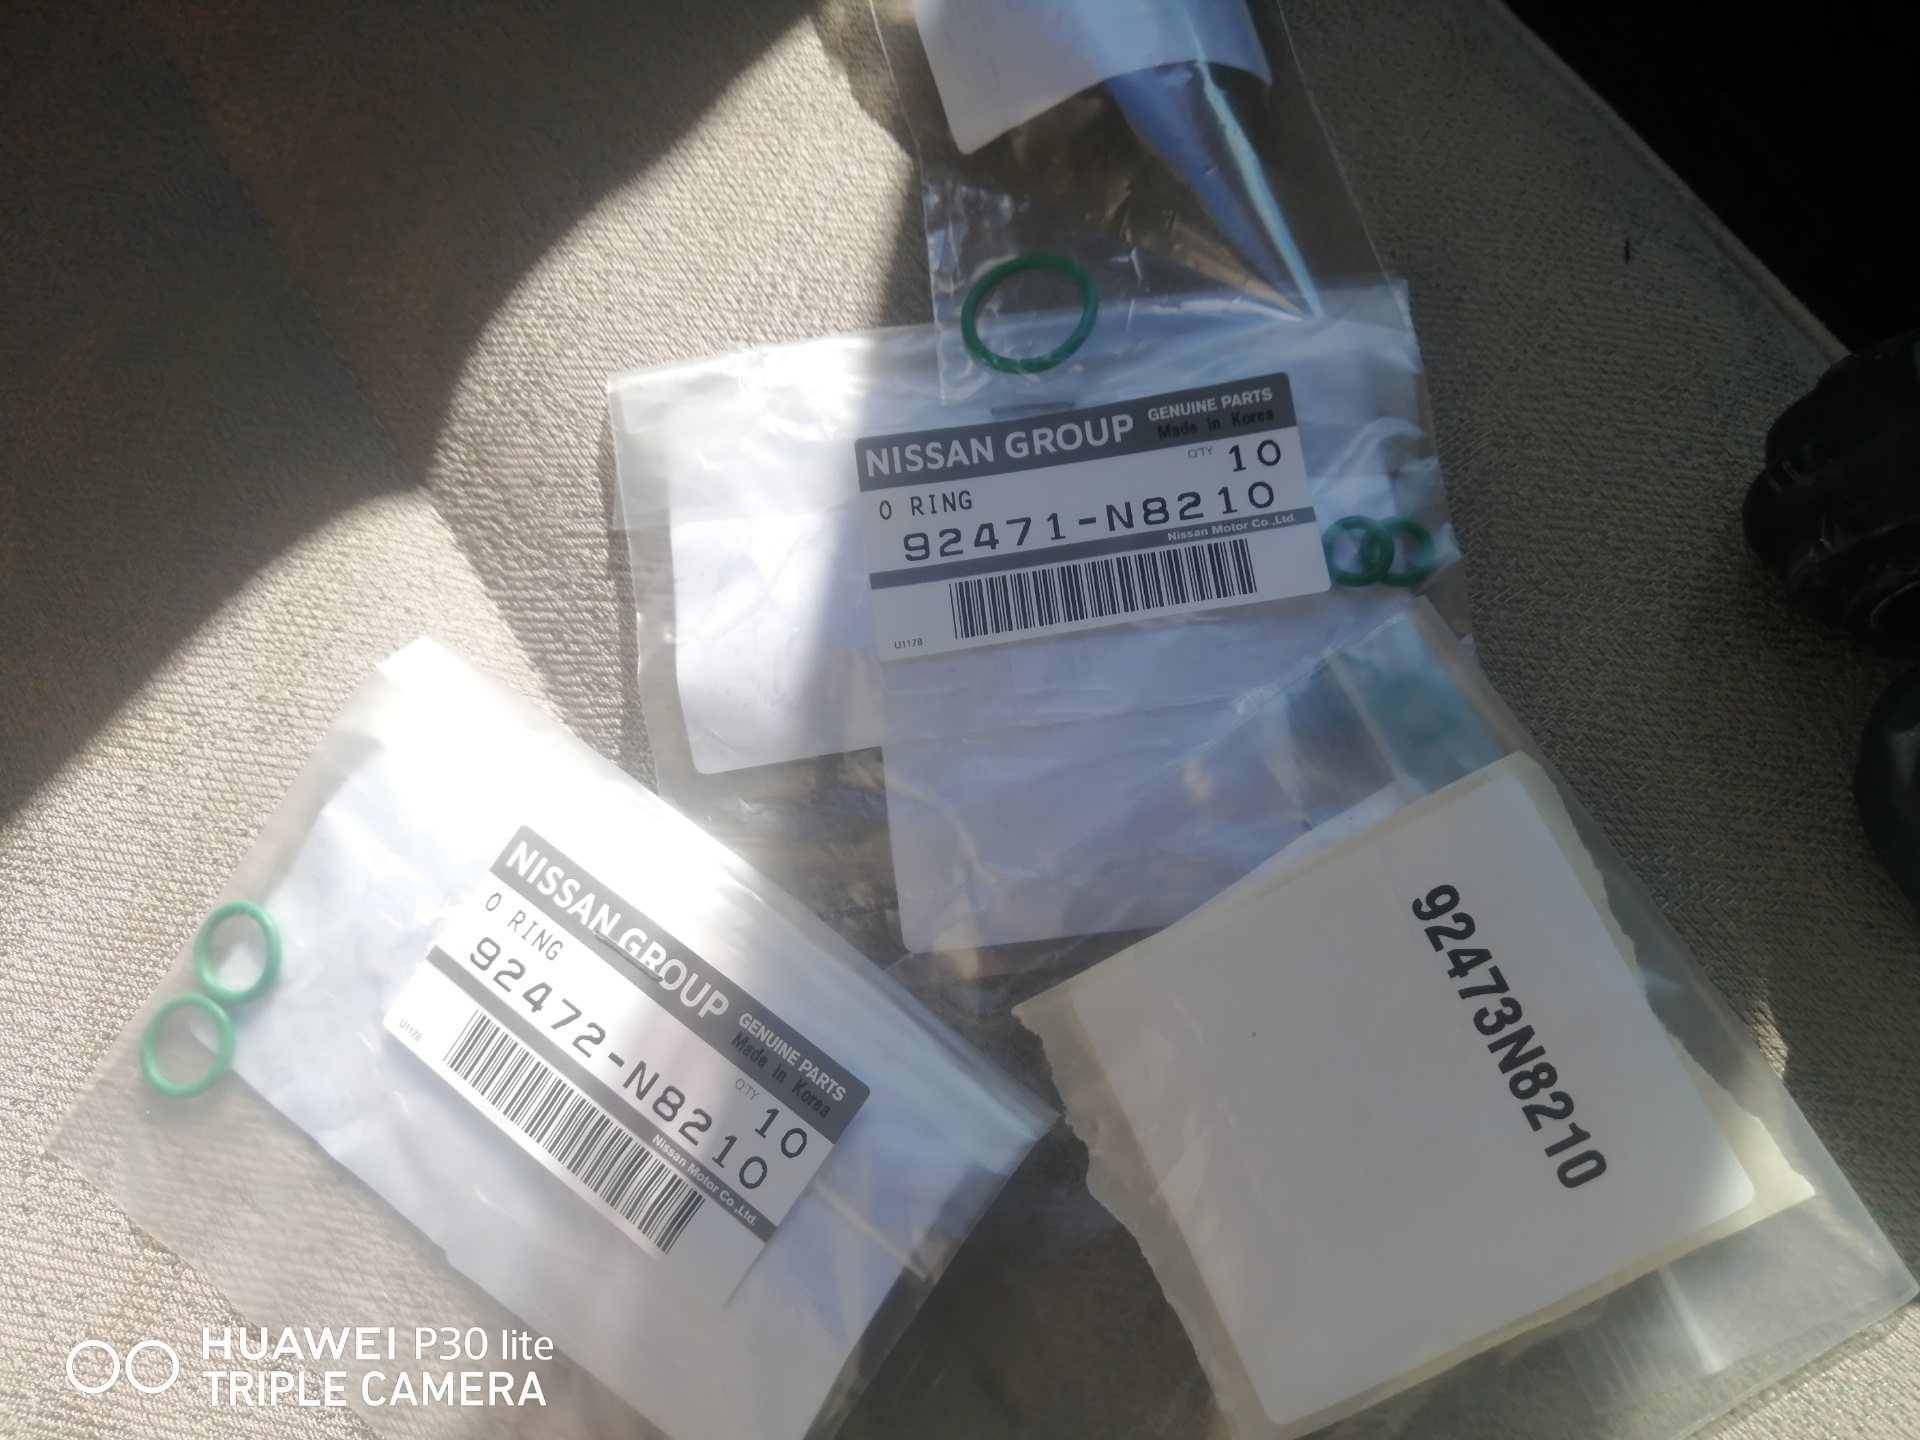 NISSAN GROUP
GENUINE PARTS
Made in Korea
Q'TY 10
O RING
92471-N8210
Nissan Motor Co.,Ltd.
U117B
NISSAN GROUP
GENUINE PARTS
Made in Korea
O RING
Q'TY 10
92472-N8210
Nissan Motor Co.,Ltd.
U117B
92473N8210
HUAWEI P30 lite
TRIPLE CAMERA